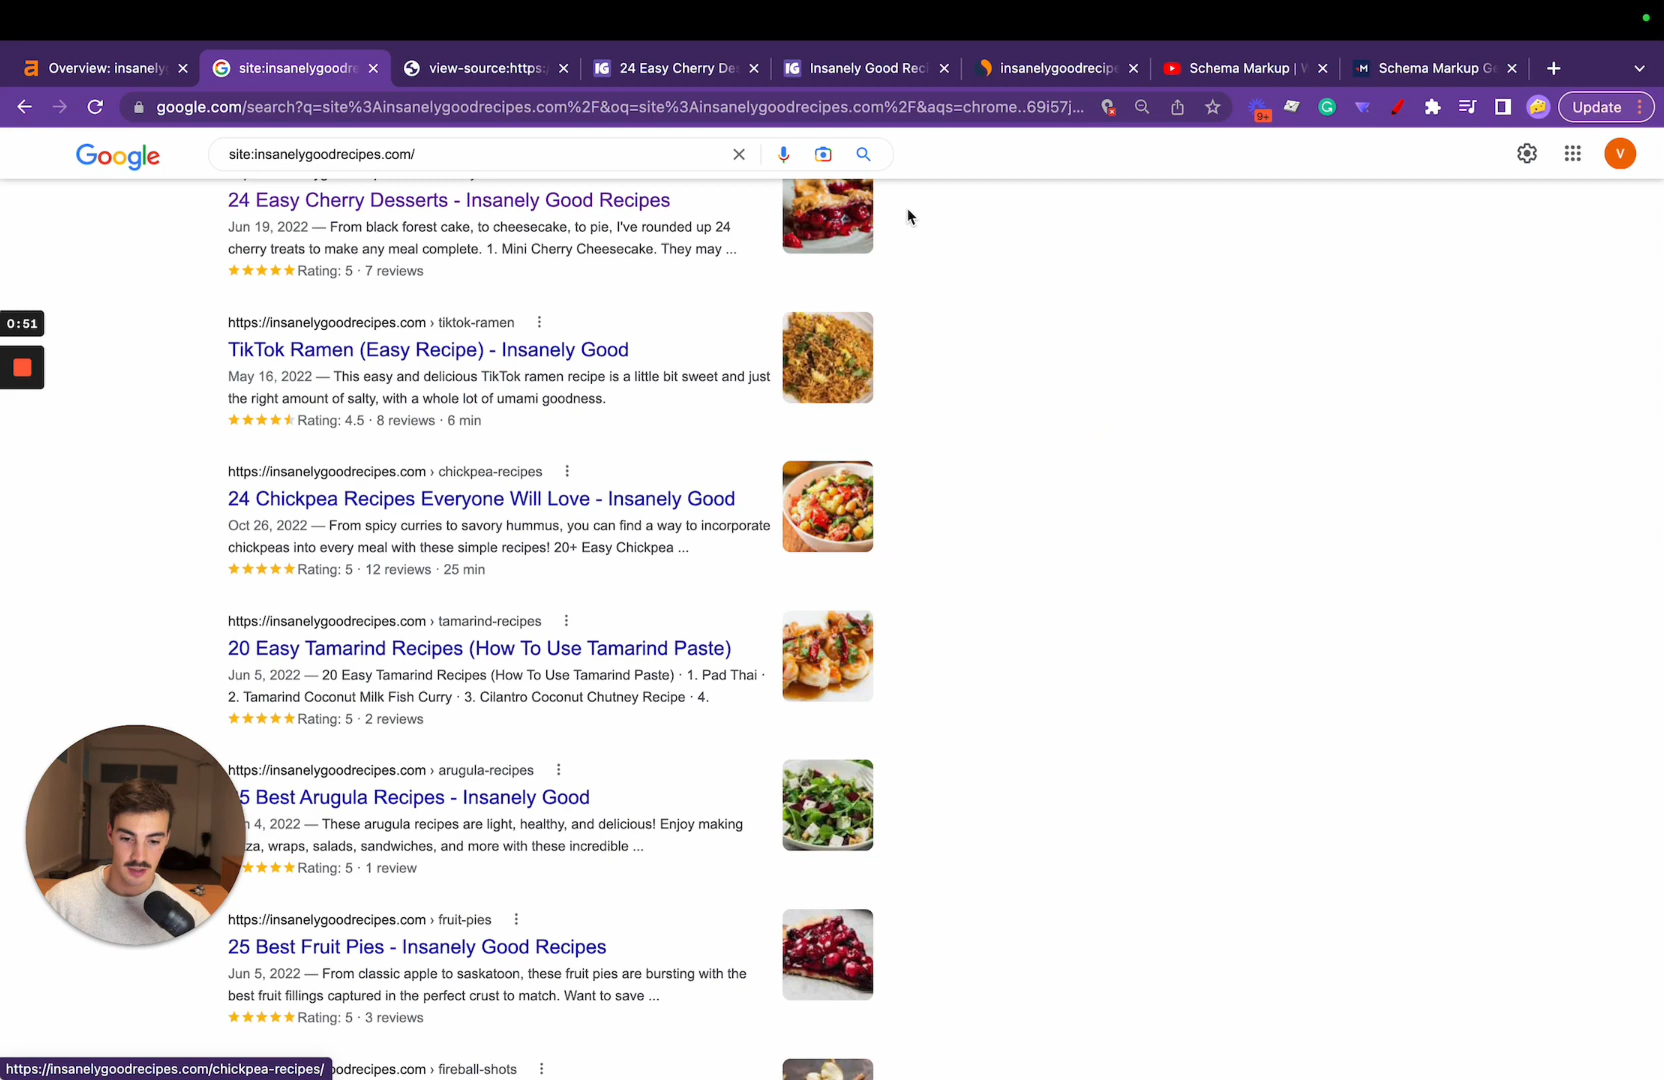 Overview: insanely
site:insanelygoodre
view-source:https:
IG
24 Easy Cherry De
IG
Insanely Good Rec
insanelygoodrecipe
Schema Markup | W
Schema Markup Ge
google.com/search?q=site%3Ainsanelygoodrecipes.com%2F&oq=site%3Ainsanelygoodrecipes.com%2F&aqs=chrome..69i57j...
9+
Update
Google
site:insanelygoodrecipes.com/
V
24 Easy Cherry Desserts - Insanely Good Recipes
Jun 19, 2022 — From black forest cake, to cheesecake, to pie, I've rounded up 24
cherry treats to make any meal complete. 1. Mini Cherry Cheesecake. They may ...
Rating: 5 · 7 reviews
0:51
https://insanelygoodrecipes.com › tiktok-ramen
TikTok Ramen (Easy Recipe) - Insanely Good
May 16, 2022 — This easy and delicious TikTok ramen recipe is a little bit sweet and just
the right amount of salty, with a whole lot of umami goodness.
Rating: 4.5 · 8 reviews · 6 min
https://insanelygoodrecipes.com › chickpea-recipes
24 Chickpea Recipes Everyone Will Love - Insanely Good
Oct 26, 2022 — From spicy curries to savory hummus, you can find a way to incorporate
chickpeas into every meal with these simple recipes! 20+ Easy Chickpea ...
Rating: 5 · 12 reviews · 25 min
https://insanelygoodrecipes.com › tamarind-recipes
20 Easy Tamarind Recipes (How To Use Tamarind Paste)
Jun 5, 2022 — 20 Easy Tamarind Recipes (How To Use Tamarind Paste) · 1. Pad Thai ·
2. Tamarind Coconut Milk Fish Curry · 3. Cilantro Coconut Chutney Recipe · 4.
Rating: 5 · 2 reviews
https://insanelygoodrecipes.com › arugula-recipes
5 Best Arugula Recipes - Insanely Good
4, 2022 — These arugula recipes are light, healthy, and delicious! Enjoy making
wraps, salads, sandwiches, and more with these incredible ...
Rating: 5 · 1 review
https://insanelygoodrecipes.com › fruit-pies
25 Best Fruit Pies - Insanely Good Recipes
Jun 5, 2022 — From classic apple to saskatoon, these fruit pies are bursting with the
best fruit fillings captured in the perfect crust to match. Want to save ...
Rating: 5 · 3 reviews
https://insanelygoodrecipes.com/chickpea-recipes/
odrecipes.com › fireball-shots